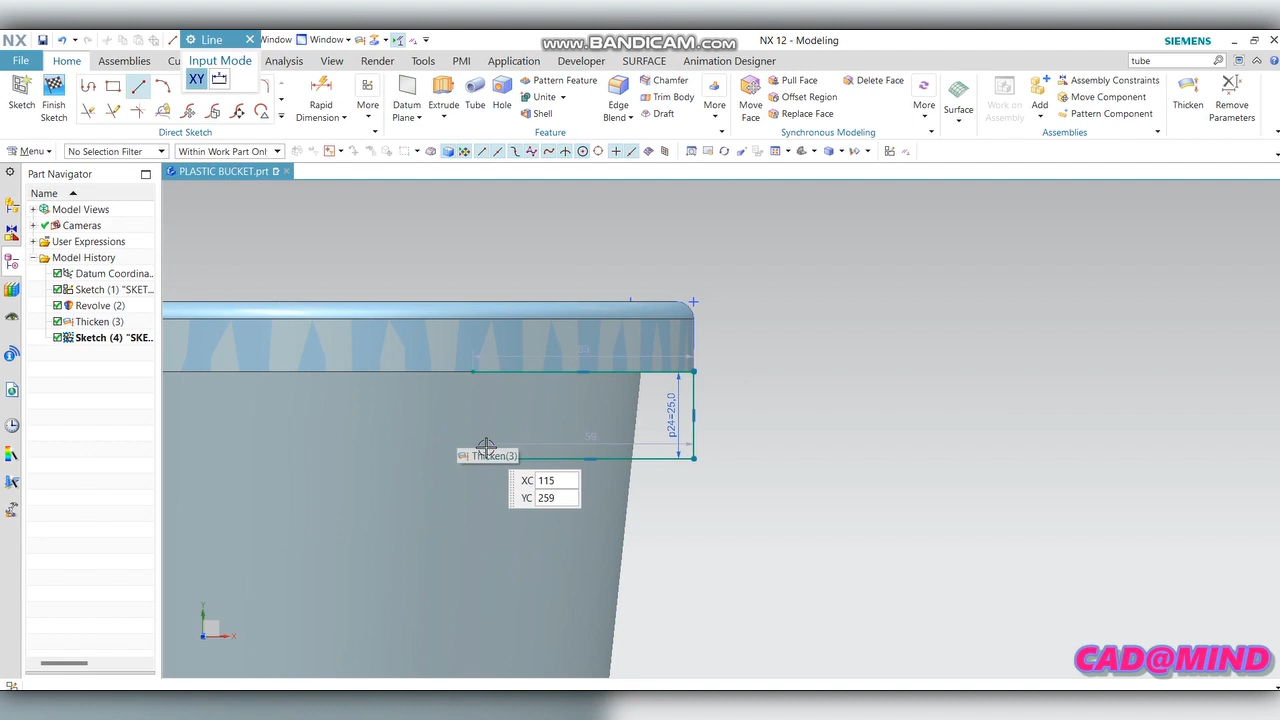 www.BANDICAM.com
NX
Line
Window
Window
NX 12 - Modeling
SIEMENS
Input Mode
XY
File
Home
Assemblies
Cu
Analysis
View
Render
Tools
PMI
Application
Developer
SURFACE
Animation Designer
tube
Sketch
Finish Sketch
Rapid Dimension
More
Direct Sketch
Datum Plane
Extrude
Tube
Hole
Pattern Feature
Unite
Shell
Edge Blend
Chamfer
Trim Body
Draft
More
Feature
Move Face
Pull Face
Offset Region
Replace Face
Delete Face
More
Synchronous Modeling
Surface
Work on Assembly
Add
Assembly Constraints
Move Component
Pattern Component
Assemblies
Thicken
Remove Parameters
Menu
No Selection Filter
Within Work Part Only
Part Navigator
PLASTIC BUCKET.prt
Name
Model Views
Cameras
User Expressions
Model History
Datum Coordina...
Sketch (1) "SKET...
Revolve (2)
Thicken (3)
Sketch (4) "SKE...
p24=25,0
Thicken(3)
XC 115
YC 259
Y
X
CAD@MIND